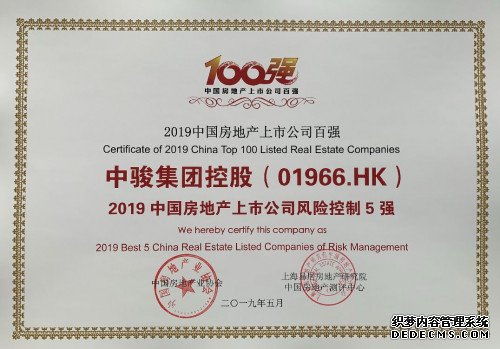 100强
中国房地产上市公司百强
2019中国房地产上市公司百强
Certificate of 2019 China Top 100 Listed Real Estate Companies
中骏集团控股（01966.HK）
2019 中国房地产上市公司风险控制 5 强
We hereby certify this company as
2019 Best 5 China Real Estate Listed Companies of Risk Management
中国房地产业协会
上海易居房地产研究院
中国房地产测评中心
二〇一九年五月
织梦内容管理系统
DEDECMS.COM